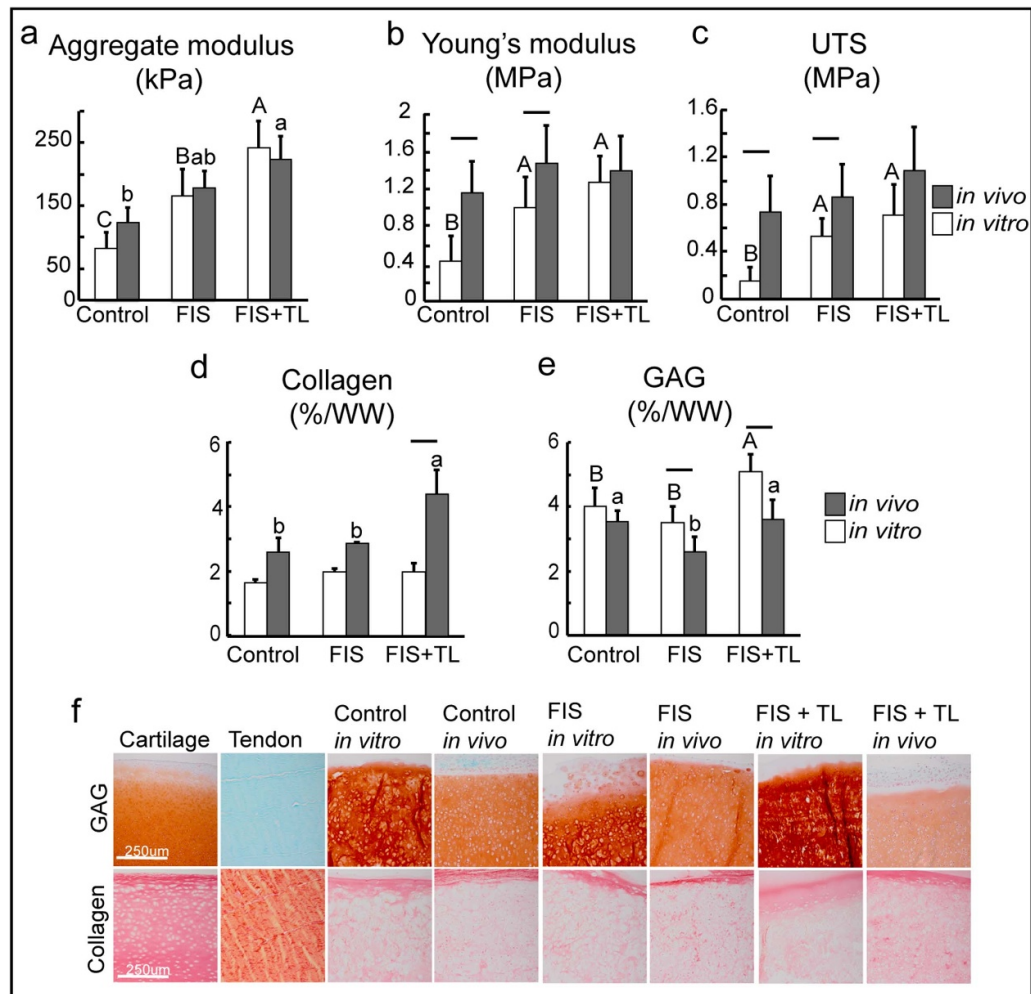 a
Aggregate modulus
(kPa)
250
150
50
0
C
b
B
ab
A
a
Control
FIS
FIS+TL
b
Young's modulus
(MPa)
2
1.6
1.2
0.8
0.4
0
B
A
A
Control
FIS
FIS+TL
c
UTS
(MPa)
1.6
1.2
0.8
0.4
0
B
A
A
Control
FIS
FIS+TL
in vivo
in vitro
d
Collagen
(%/WW)
6
4
2
0
b
b
a
Control
FIS
FIS+TL
e
GAG
(%/WW)
6
4
2
0
B
a
B
b
A
a
Control
FIS
FIS+TL
in vivo
in vitro
f
Cartilage
Tendon
Control
in vitro
Control
in vivo
FIS
in vitro
FIS
in vivo
FIS + TL
in vitro
FIS + TL
in vivo
GAG
250um
Collagen
250um